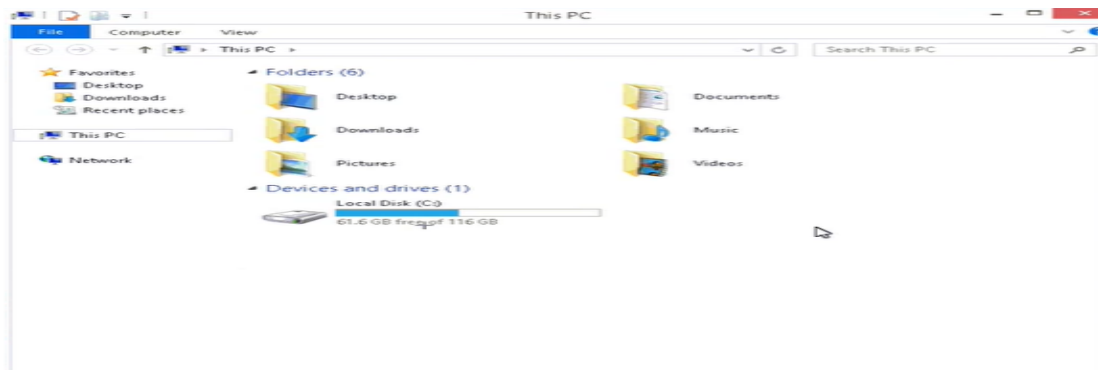 This PC
File Computer View
This PC Search This PC
Favorites
Desktop
Downloads
Recent places
This PC
Network
Folders (6)
Desktop Documents
Downloads Music
Pictures Videos
Devices and drives (1)
Local Disk (C:)
61.6 GB free of 116 GB